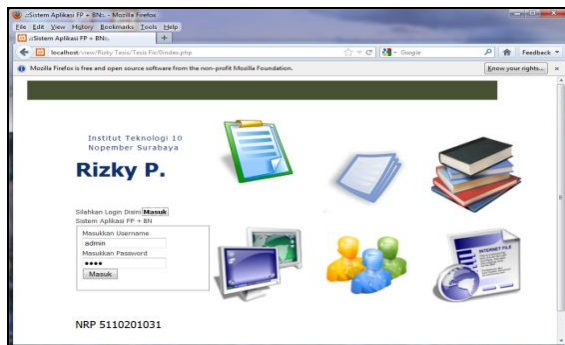 ::Sistem Aplikasi FP + BN::. - Mozilla Firefox
File Edit View History Bookmarks Tools Help
::Sistem Aplikasi FP + BN::.
localhost/view/Rizky Tesis/Tesis Fix/Bindex.php
Google
Feedback
Mozilla Firefox is free and open source software from the non-profit Mozilla Foundation.
Know your rights...
Institut Teknologi 10
Nopember Surabaya
Rizky P.
Silahkan Login Disini Masuk
Sistem Aplikasi FP + BN
Masukkan Username
admin
Masukkan Password
Masuk
INTERNET FILE
NRP 5110201031